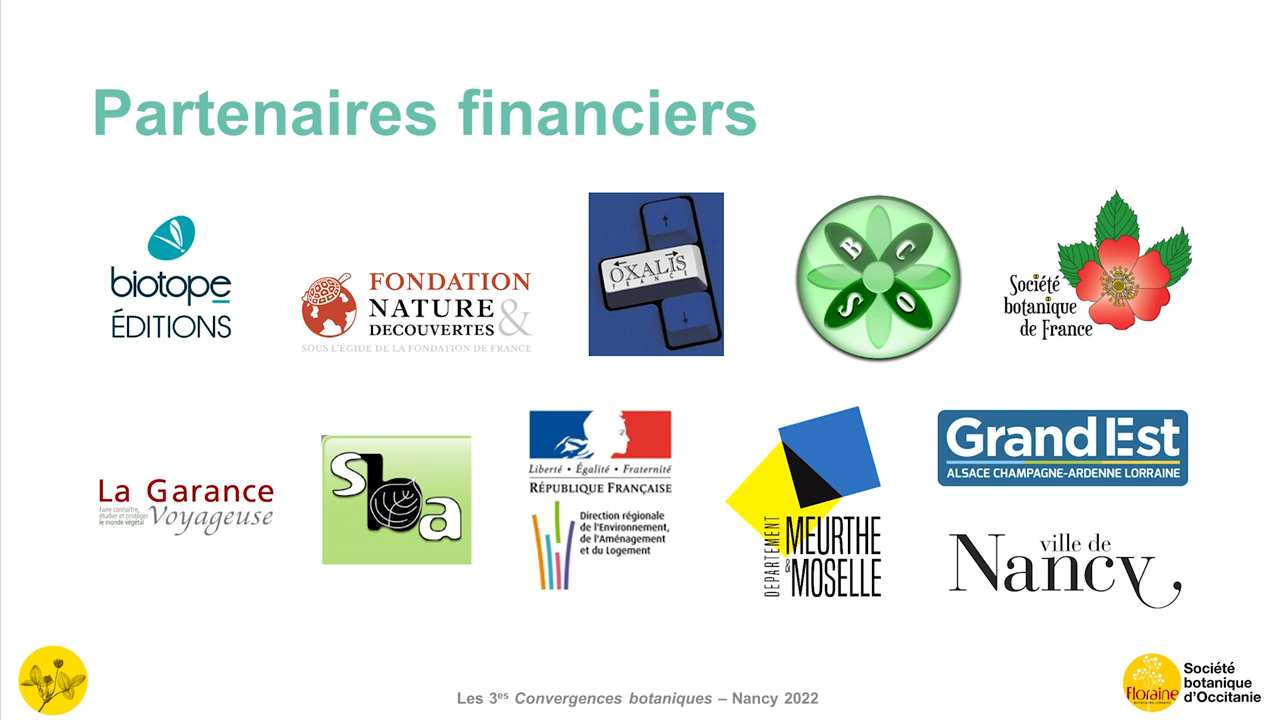 Partenaires financiers
biotope
ÉDITIONS
FONDATION
NATURE &
DECOUVERTES
SOUS L'ÉGIDE DE LA FONDATION DE FRANCE
OXALIS
FRANCE
B C
S O
Société
botanique
de France
La Garance
faire connaître,
étudier et protéger
le monde végétal
Voyageuse
sba
Liberté • Égalité • Fraternité
RÉPUBLIQUE FRANÇAISE
Direction régionale
de l'Environnement,
de l'Aménagement
et du Logement
DEPARTEMENT
MEURTHE
& MOSELLE
Grand Est
ALSACE CHAMPAGNE-ARDENNE LORRAINE
ville de
Nancy
Les 3es Convergences botaniques – Nancy 2022
Floraine
Société
botanique
d'Occitanie